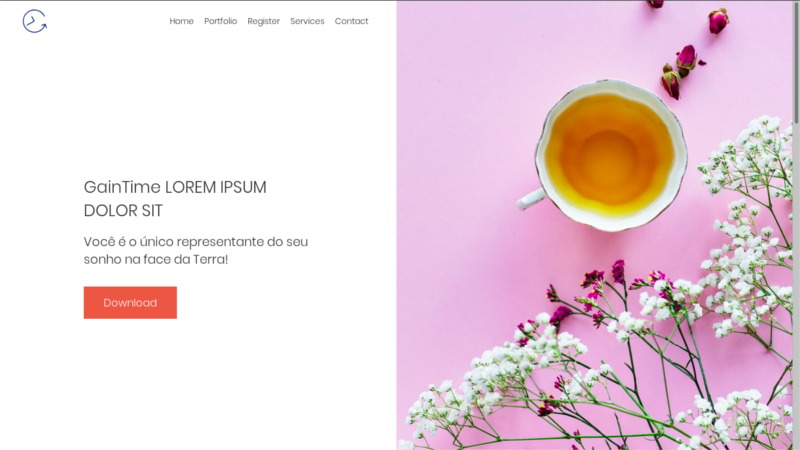 Home Portfolio Register Services Contact
GainTime LOREM IPSUM
DOLOR SIT
Você é o único representante do seu
sonho na face da Terra!
Download